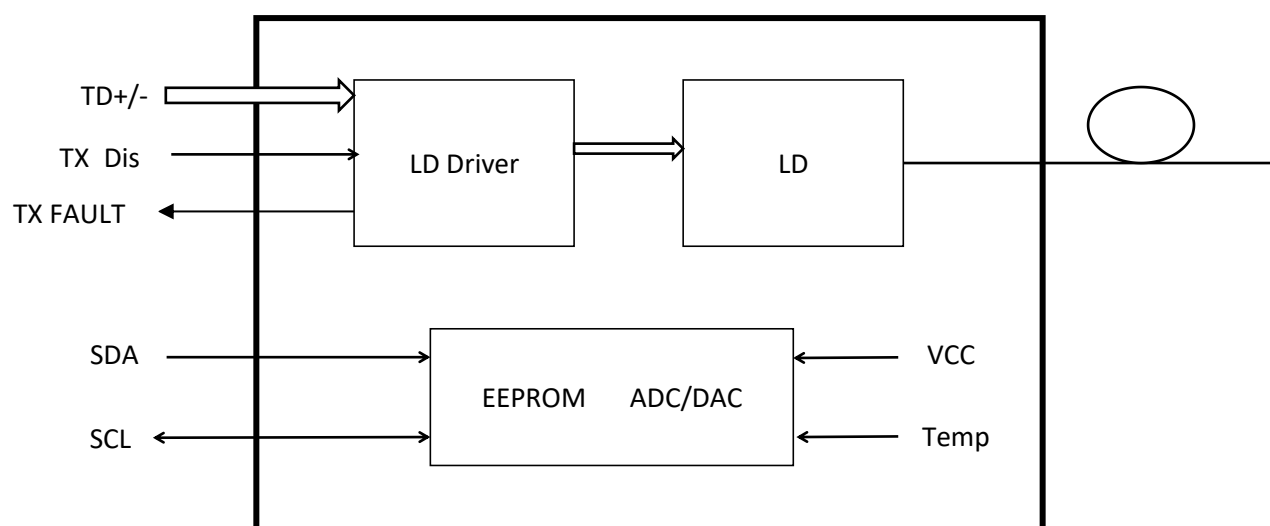 TD+/-
TX Dis
TX FAULT
LD Driver
LD
SDA
SCL
EEPROM ADC/DAC
VCC
Temp